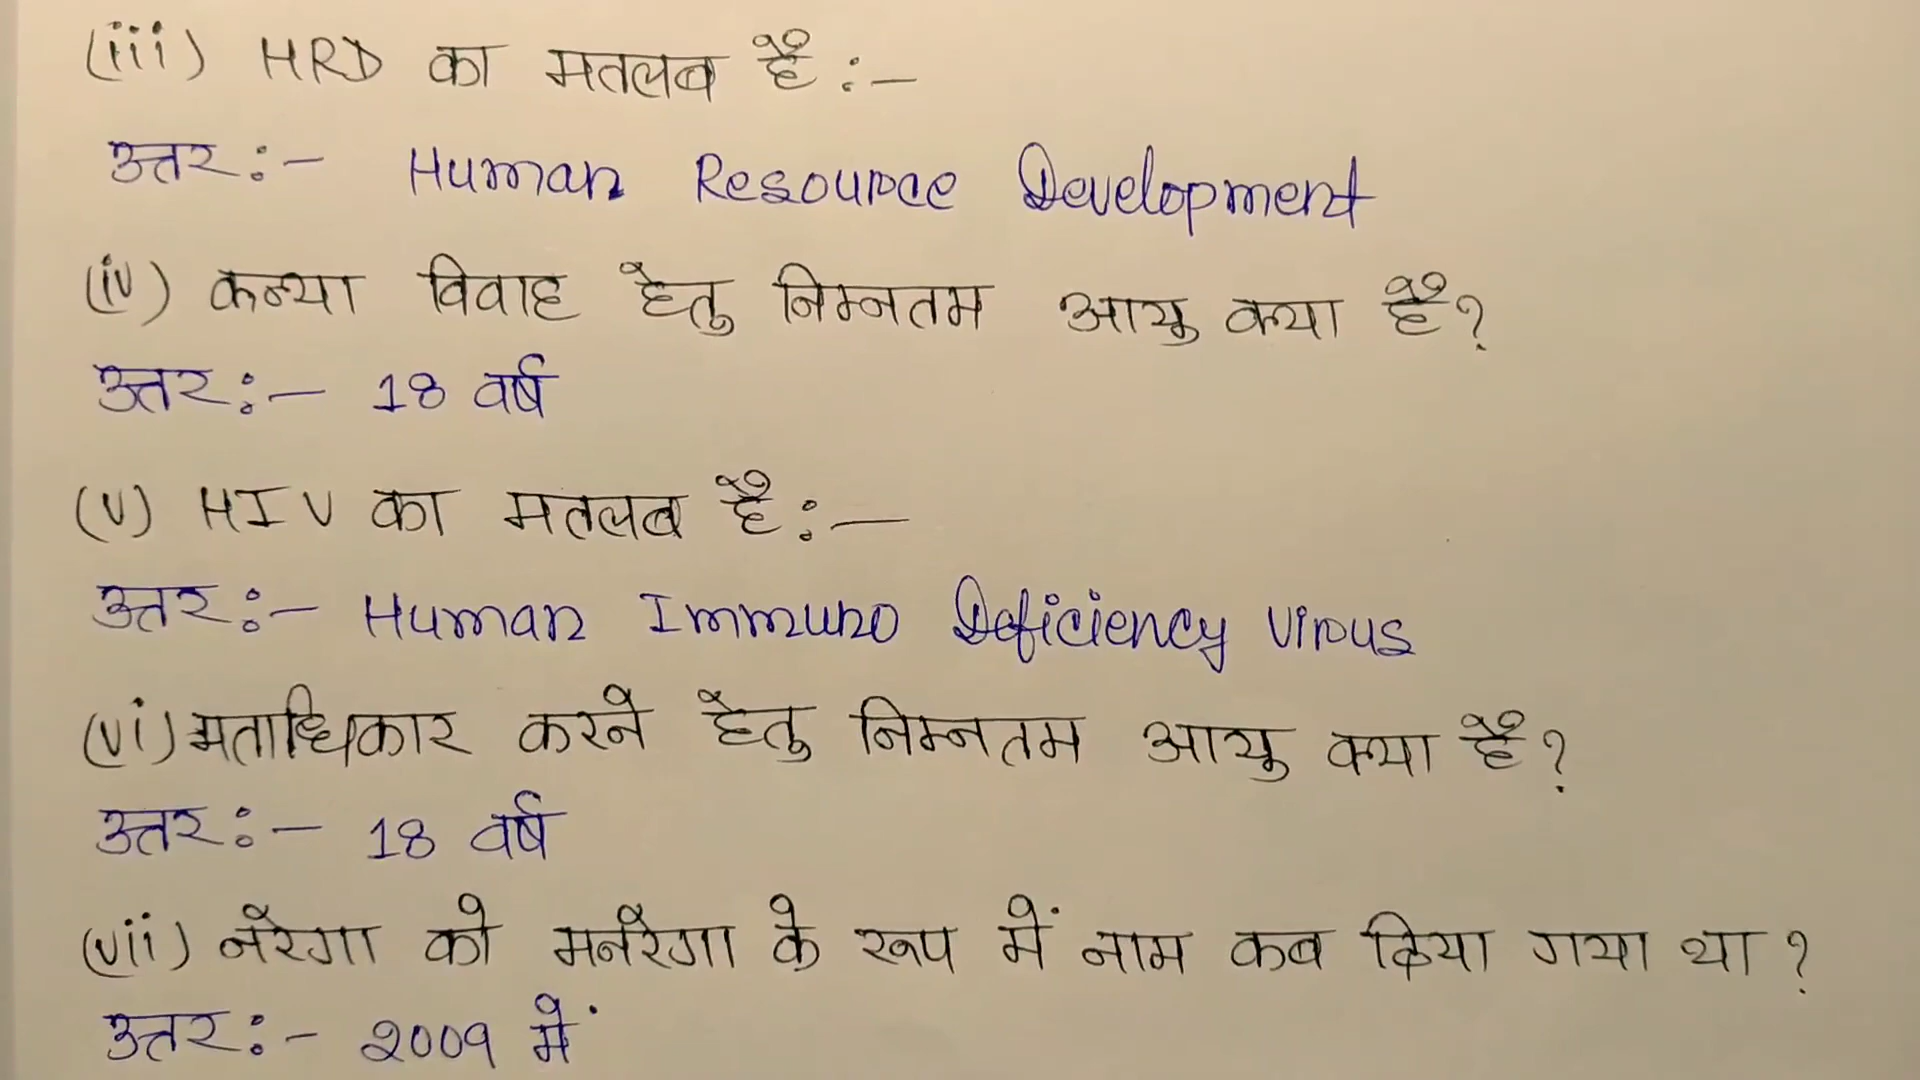 (iii) HRD का मतलब है :-
उत्तर :- Human Resource Development
(iv) कन्या विवाह हेतु निम्नतम आयु क्या है ?
उत्तर :- 18 वर्ष
(v) HIV का मतलब है :-
उत्तर :- Human Immuno Deficiency Virus
(vi) मताधिकार करने हेतु निम्नतम आयु क्या है ?
उत्तर :- 18 वर्ष
(vii) नरेगा को मनरेगा के रूप में नाम कब दिया गया था ?
उत्तर :- 2009 में